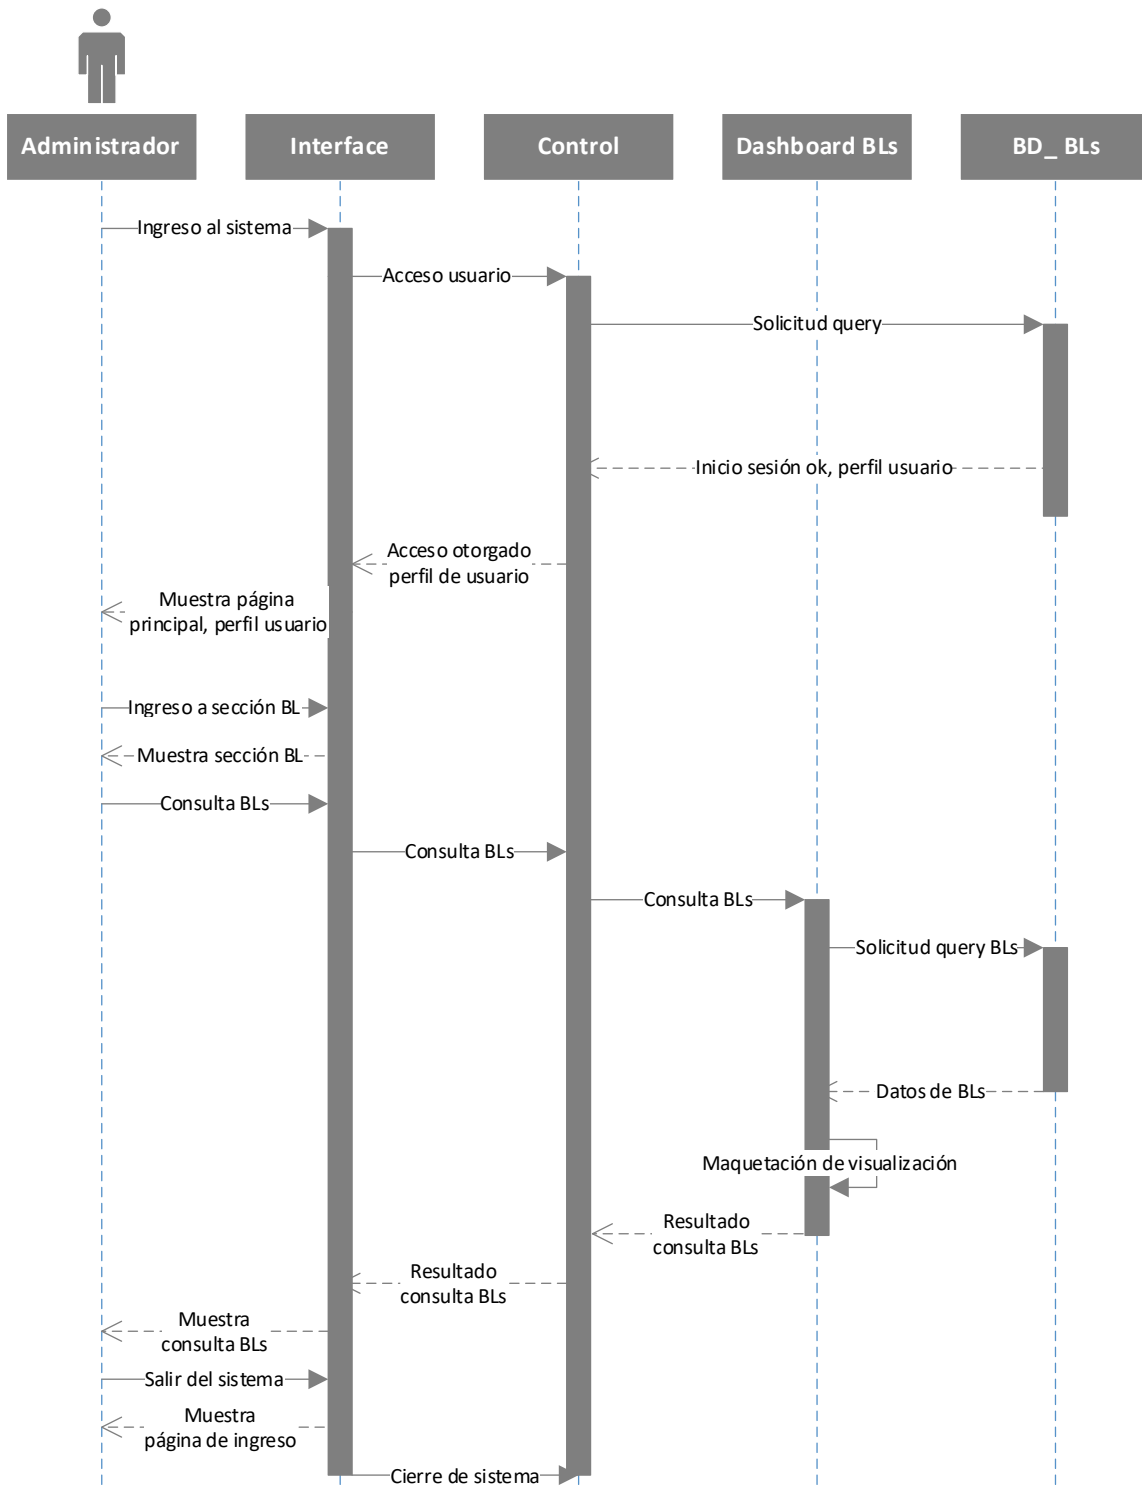 Administrador
Interface
Control
Dashboard BLs
BD_ BLs
Ingreso al sistema
Acceso usuario
Solicitud query
Inicio sesión ok, perfil usuario
Acceso otorgado
perfil de usuario
Muestra página
principal, perfil usuario
Ingreso a sección BL
Muestra sección BL
Consulta BLs
Consulta BLs
Consulta BLs
Solicitud query BLs
Datos de BLs
Maquetación de visualización
Resultado
consulta BLs
Resultado
consulta BLs
Muestra
consulta BLs
Salir del sistema
Muestra
página de ingreso
Cierre de sistema